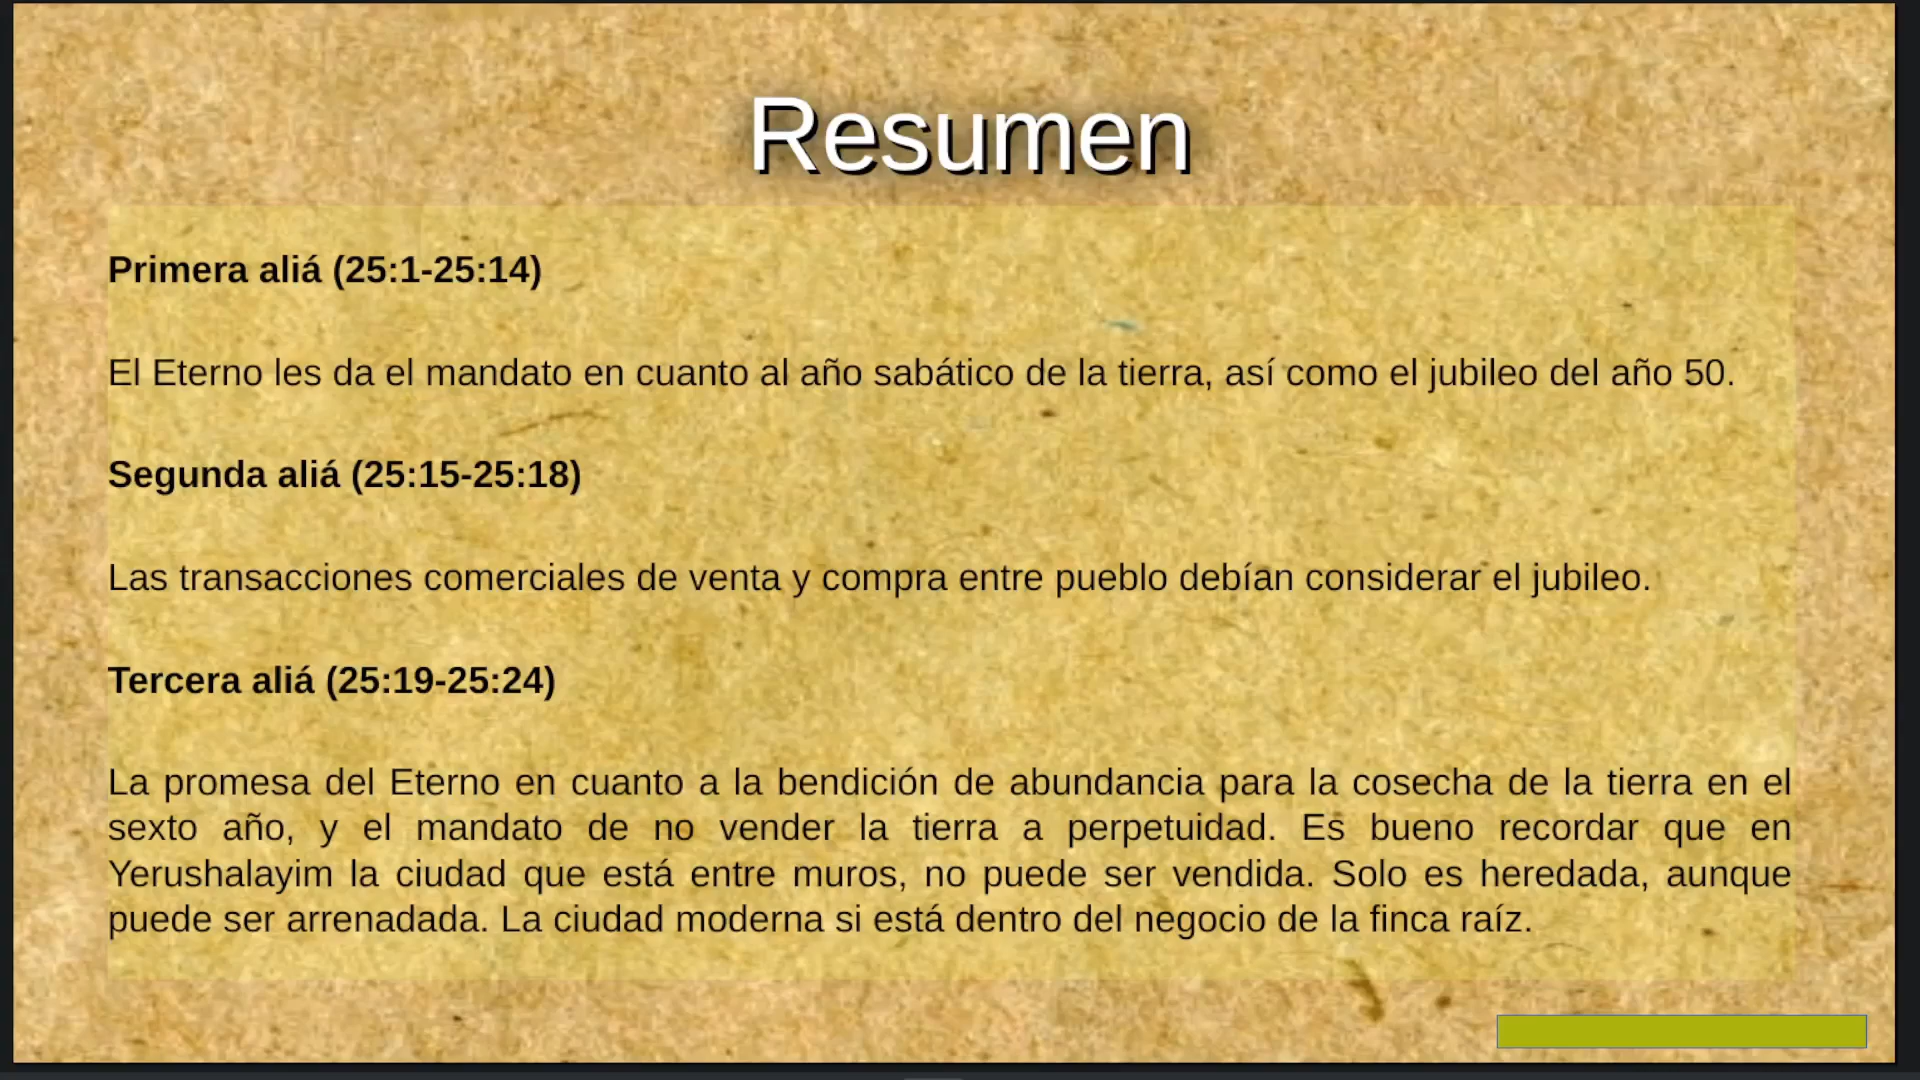 Resumen
Primera aliá (25:1-25:14)
El Eterno les da el mandato en cuanto al año sabático de la tierra, así como el jubileo del año 50.
Segunda aliá (25:15-25:18)
Las transacciones comerciales de venta y compra entre pueblo debían considerar el jubileo.
Tercera aliá (25:19-25:24)
La promesa del Eterno en cuanto a la bendición de abundancia para la cosecha de la tierra en el
sexto año, y el mandato de no vender la tierra a perpetuidad. Es bueno recordar que en
Yerushalayim la ciudad que está entre muros, no puede ser vendida. Solo es heredada, aunque
puede ser arrenadada. La ciudad moderna si está dentro del negocio de la finca raíz.